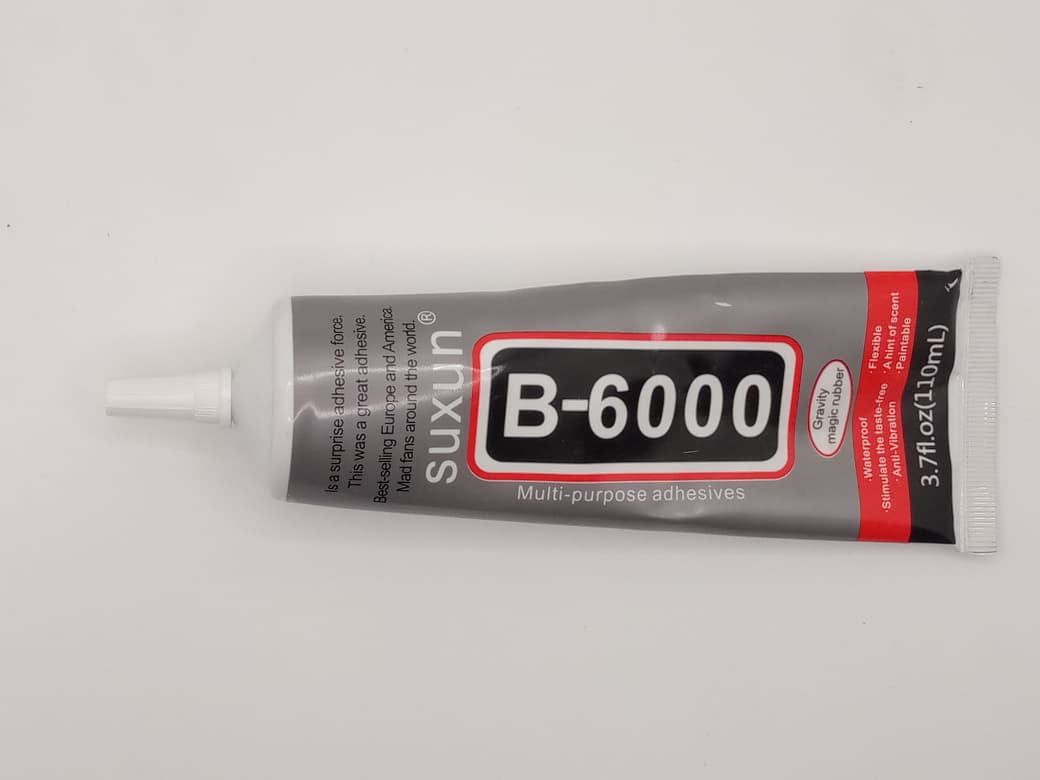 Is a surprise adhesive force.
This was a great adhesive.
Best-selling Europe and America.
Mad fans around the world.
suxun®
B-6000
Multi-purpose adhesives
Gravity
magic rubber
·Waterproof
·Flexible
·Stimulate the taste-free
·A hint of scent
·Anti-Vibration
·Paintable
3.7fl.oz(110mL)